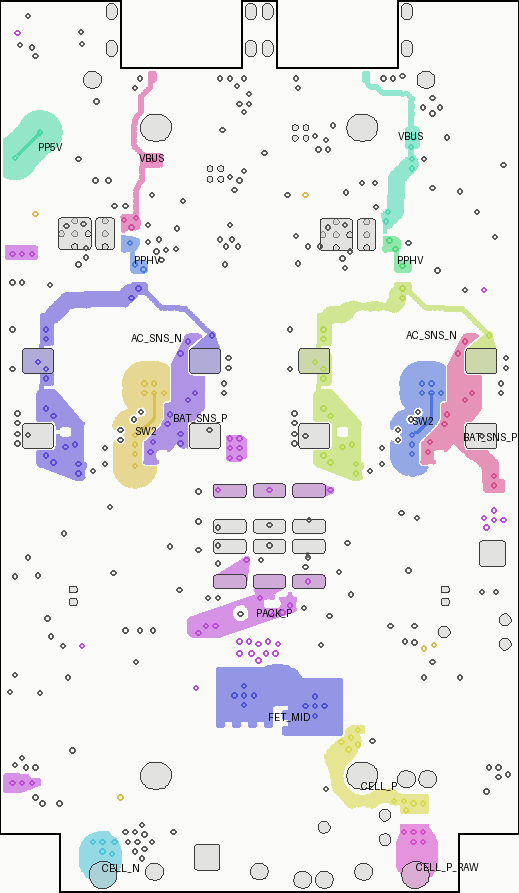 VBUS
PP5V
VBUS
PPHV
PPHV
AC_SNS_N
AC_SNS_N
BAT_SNS_P
SW2
SW2
BAT_SNS_P
PACK_P
FET_MID
CELL_P
CELL_N
CELL_P_RAW